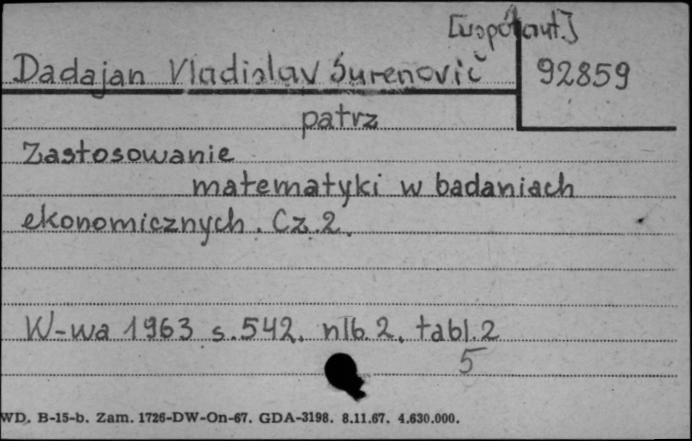 [współaut.]
Dadajan Vladislav Surenovič 92859
patrz
Zastosowanie
matematyki w badaniach
ekonomicznych. Cz. 2.
W-wa 1963 s. 542. nlb. 2. tabl. 2
5
WD. B-15-b. Zam. 1726-DW-On-67. GDA-3198. 8.11.67. 4.630.000.